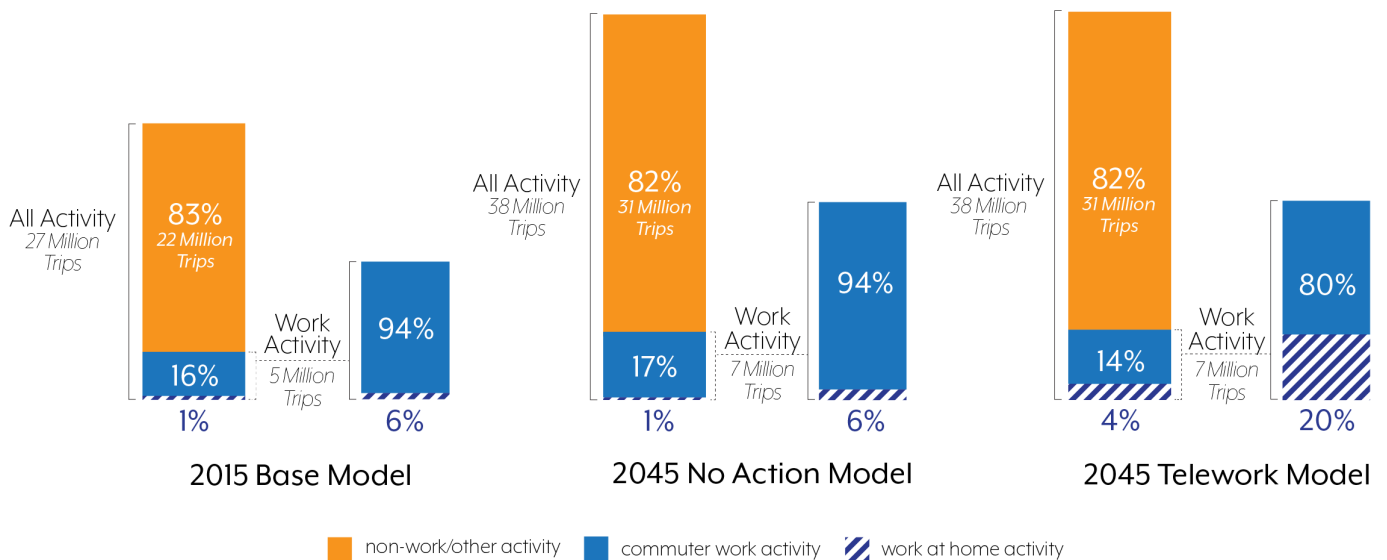 All Activity
27 Million
Trips
83%
22 Million
Trips
16%
1%
Work
Activity
5 Million
Trips
94%
6%
2015 Base Model
All Activity
38 Million
Trips
82%
31 Million
Trips
17%
1%
Work
Activity
7 Million
Trips
94%
6%
2045 No Action Model
All Activity
38 Million
Trips
82%
31 Million
Trips
14%
4%
Work
Activity
7 Million
Trips
80%
20%
2045 Telework Model
non-work/other activity
commuter work activity
work at home activity